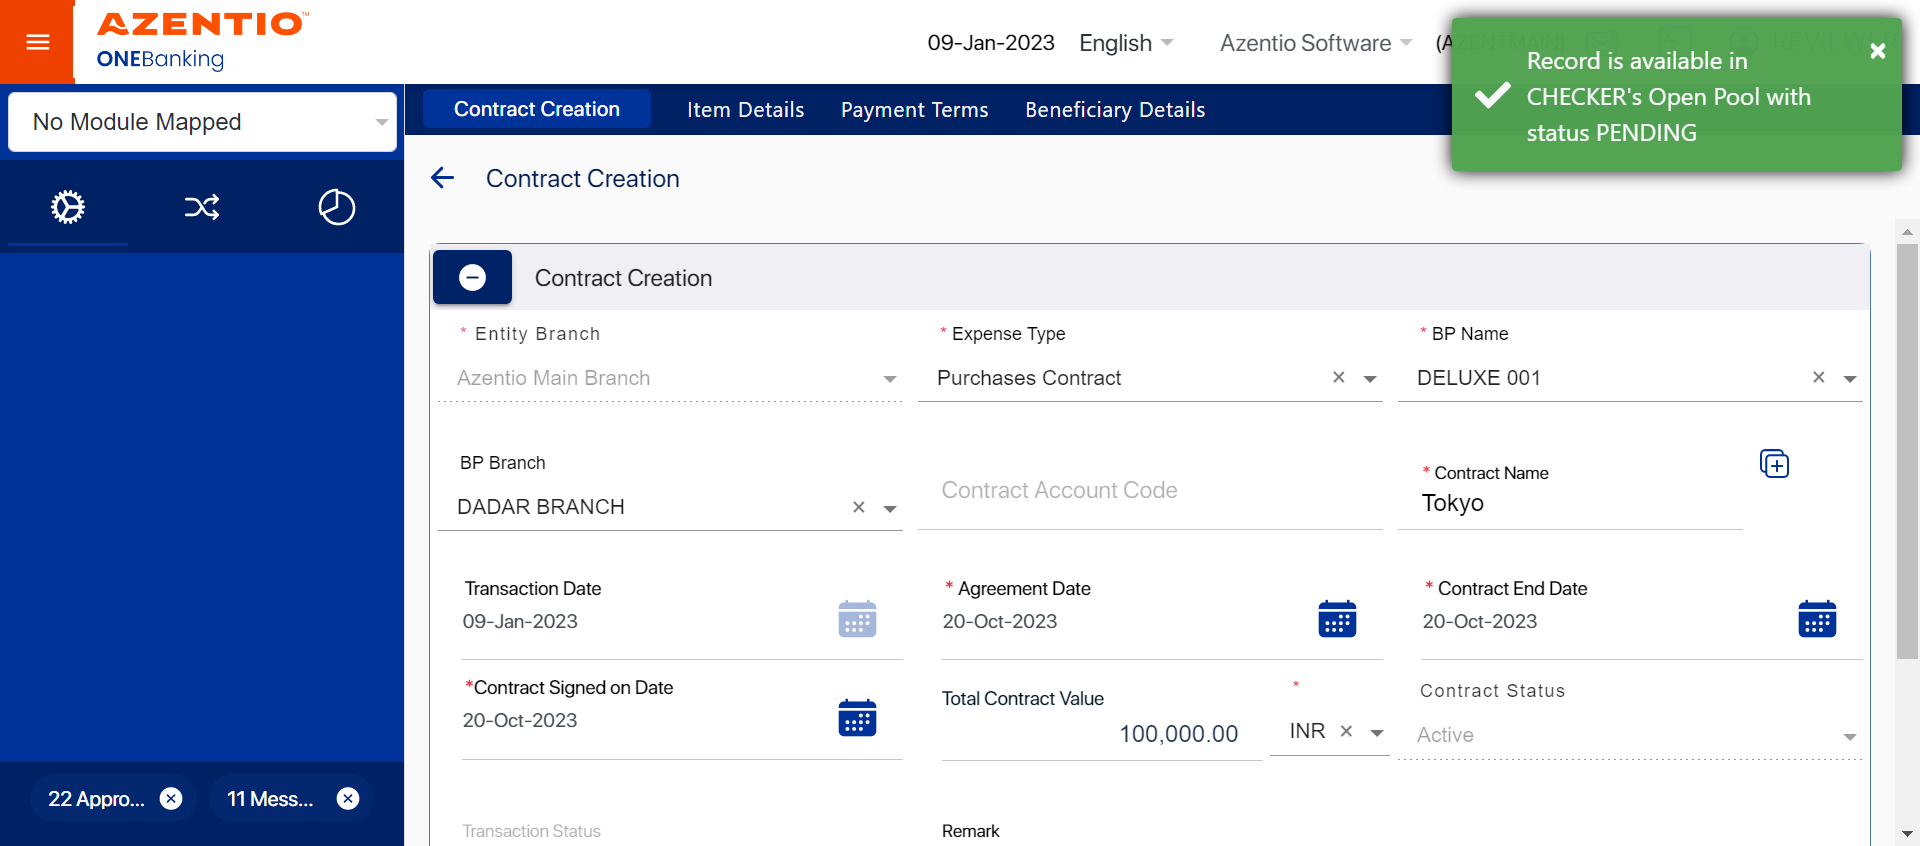 AZENTIO™
ONEBanking
09-Jan-2023
English
Azentio Software
Record is available in
CHECKER's Open Pool with
status PENDING
No Module Mapped
Contract Creation
Item Details
Payment Terms
Beneficiary Details
Contract Creation
Contract Creation
* Entity Branch
Azentio Main Branch
* Expense Type
Purchases Contract
* BP Name
DELUXE 001
BP Branch
DADAR BRANCH
Contract Account Code
* Contract Name
Tokyo
Transaction Date
09-Jan-2023
* Agreement Date
20-Oct-2023
* Contract End Date
20-Oct-2023
*Contract Signed on Date
20-Oct-2023
Total Contract Value
100,000.00
*
INR
Contract Status
Active
22 Appro...
11 Mess...
Transaction Status
Remark